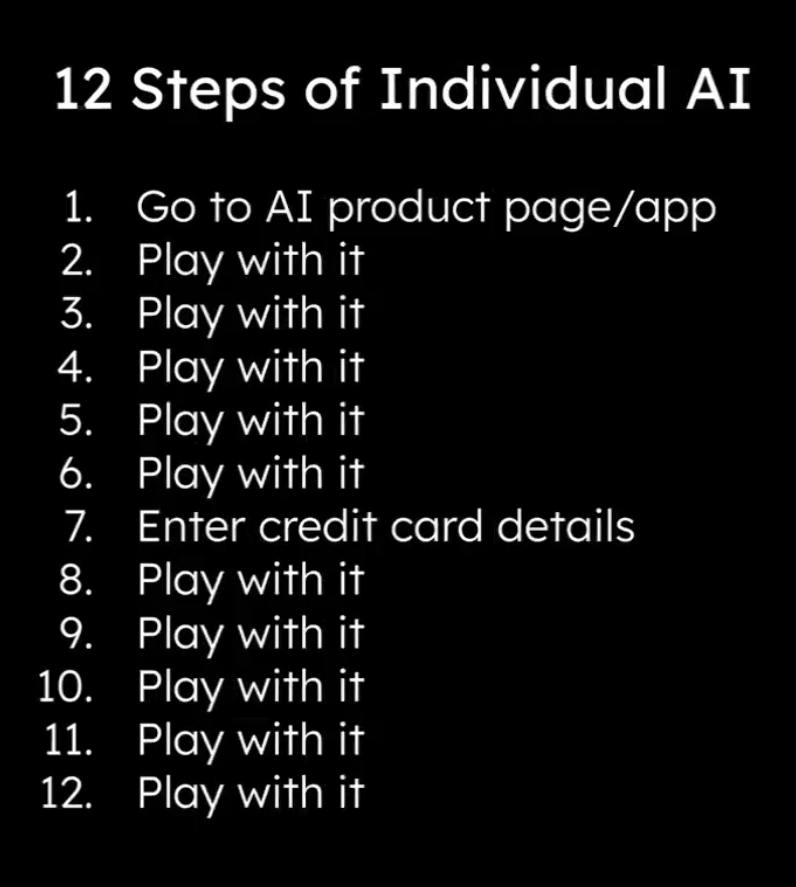 12 Steps of Individual AI
1. Go to AI product page/app
2. Play with it
3. Play with it
4. Play with it
5. Play with it
6. Play with it
7. Enter credit card details
8. Play with it
9. Play with it
10. Play with it
11. Play with it
12. Play with it